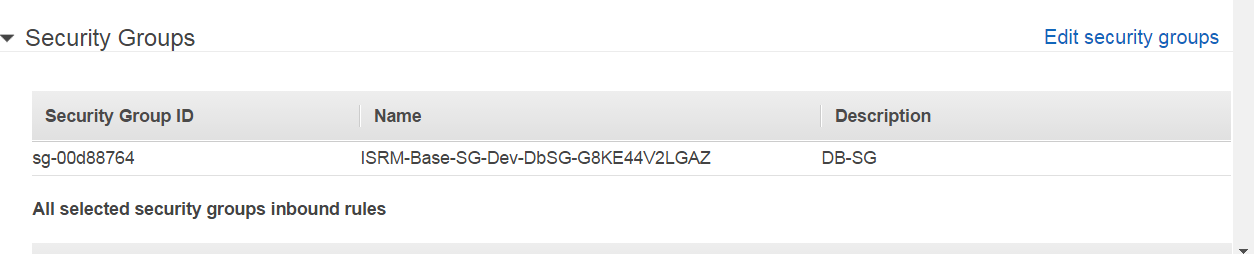 Security Groups
Edit security groups
Security Group ID Name Description
sg-00d88764 ISRM-Base-SG-Dev-DbSG-G8KE44V2LGAZ DB-SG
All selected security groups inbound rules